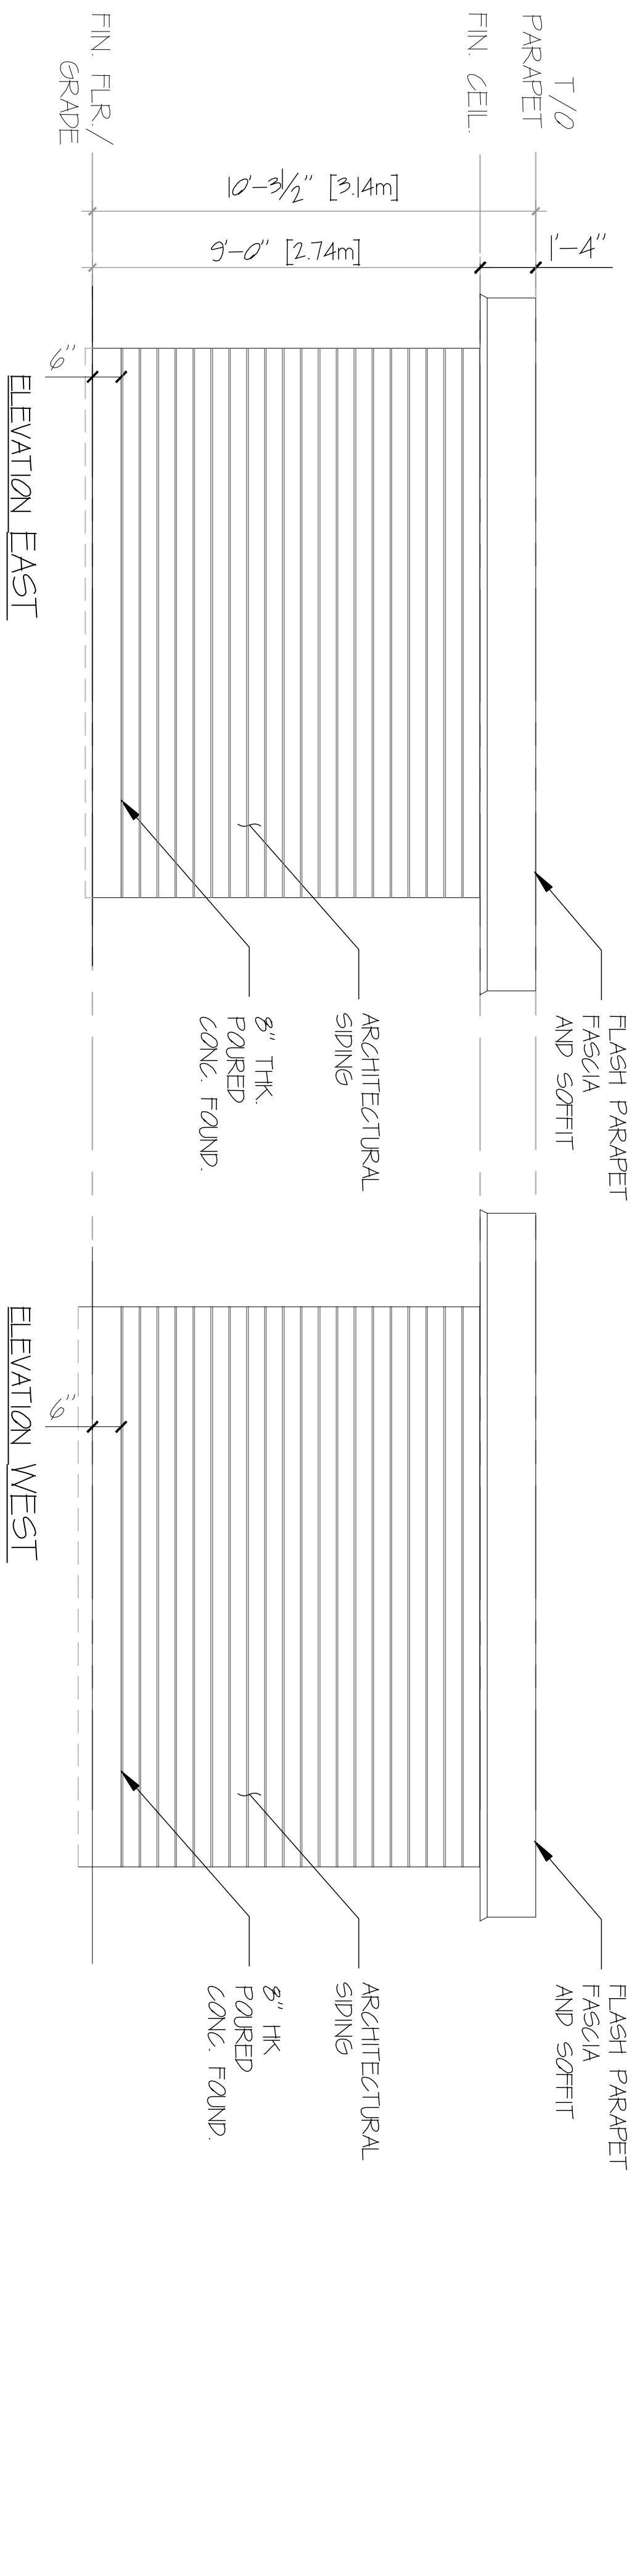 T/O
PARAPET
FIN. CEIL.
FIN. FLR./
GRADE
10'-3½" [3.14m]
9'-0" [2.74m]
1'-4"
6"
FLASH PARAPET
FASCIA
AND SOFFIT
ARCHITECTURAL
SIDING
8" THK.
POURED
CONC. FOUND.
ELEVATION EAST
6"
FLASH PARAPET
FASCIA
AND SOFFIT
ARCHITECTURAL
SIDING
8" HK
POURED
CONC. FOUND.
ELEVATION WEST